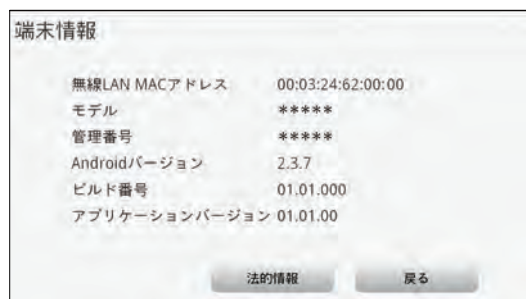 端末情報
無線LAN MACアドレス 00:03:24:62:00:00
モデル *****
管理番号 *****
Androidバージョン 2.3.7
ビルド番号 01.01.000
アプリケーションバージョン 01.01.00
法的情報 戻る